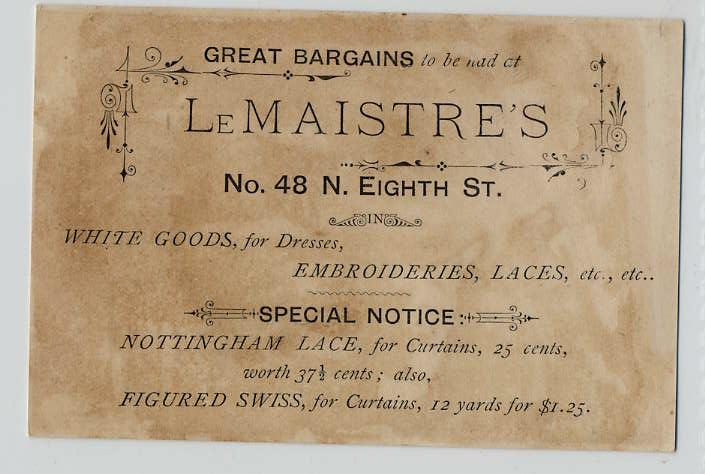 GREAT BARGAINS to be had at
LEMAISTRE'S
No. 48 N. EIGHTH ST.
IN
WHITE GOODS, for Dresses,
EMBROIDERIES, LACES, etc., etc..
SPECIAL NOTICE:
NOTTINGHAM LACE, for Curtains, 25 cents,
worth 37½ cents; also,
FIGURED SWISS, for Curtains, 12 yards for $1.25.